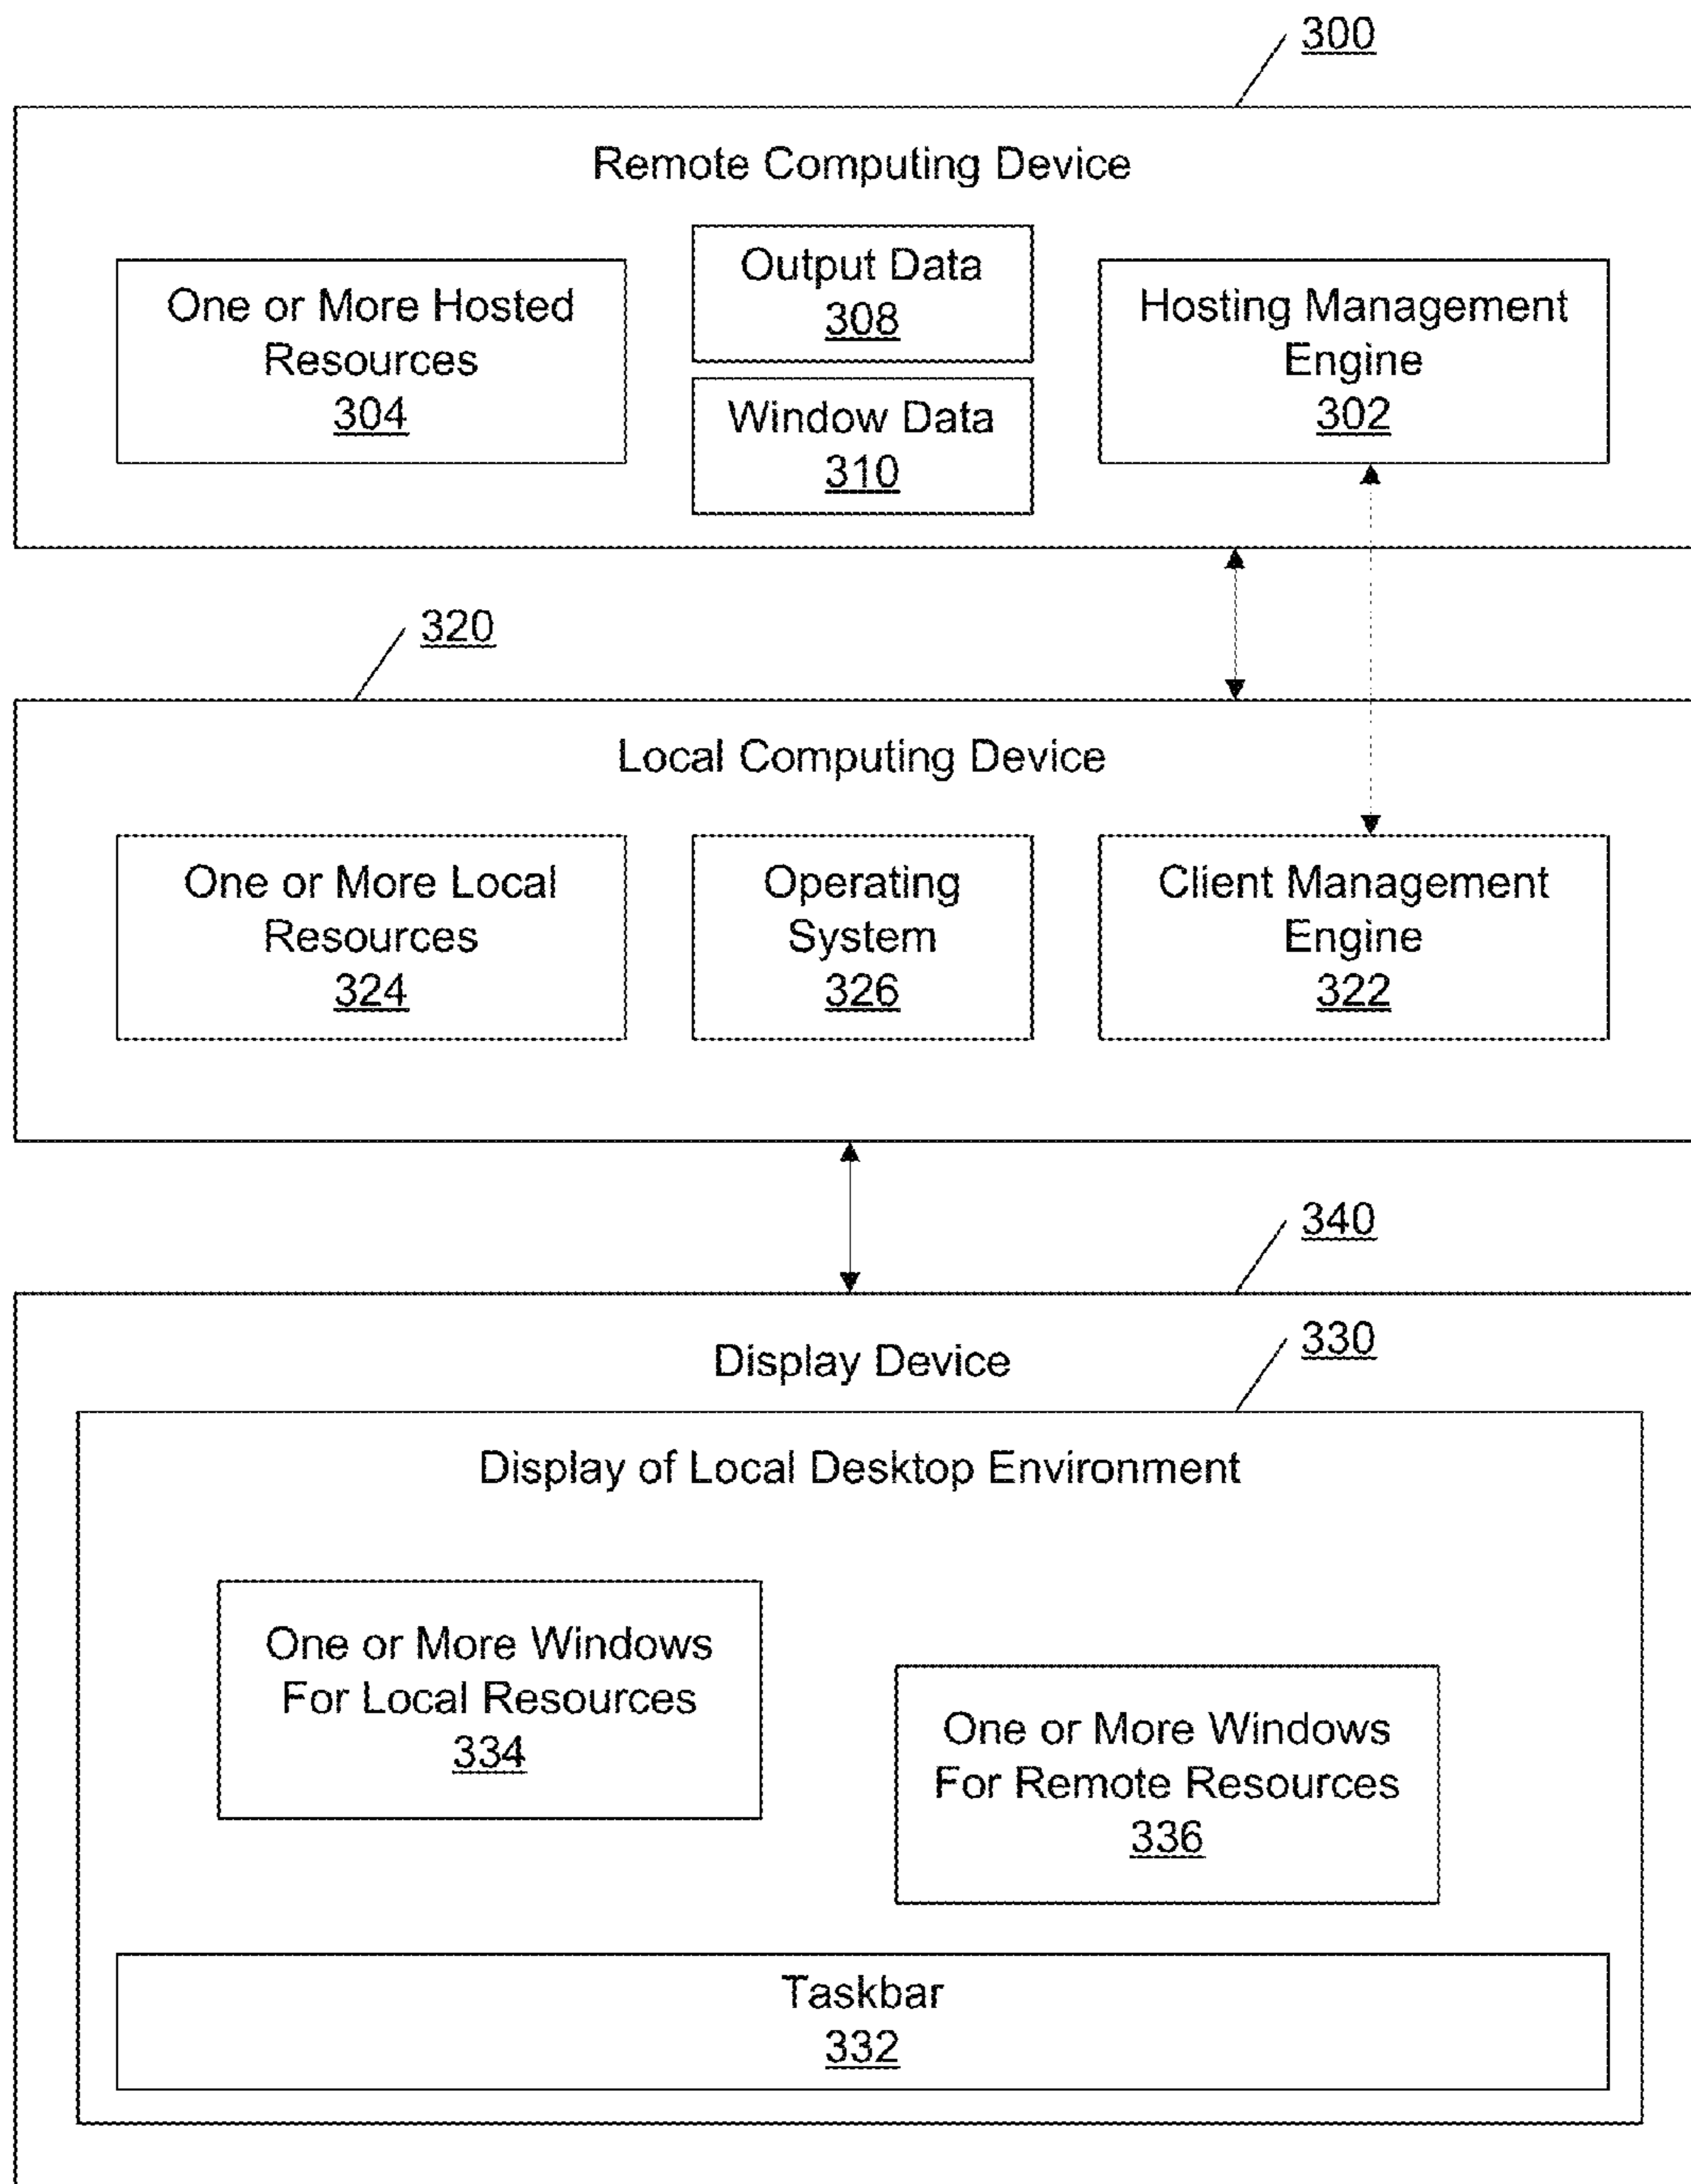 300
Remote Computing Device
One or More Hosted
Resources
304
Output Data
308
Window Data
310
Hosting Management
Engine
302
320
Local Computing Device
One or More Local
Resources
324
Operating
System
326
Client Management
Engine
322
340
Display Device
330
Display of Local Desktop Environment
One or More Windows
For Local Resources
334
One or More Windows
For Remote Resources
336
Taskbar
332